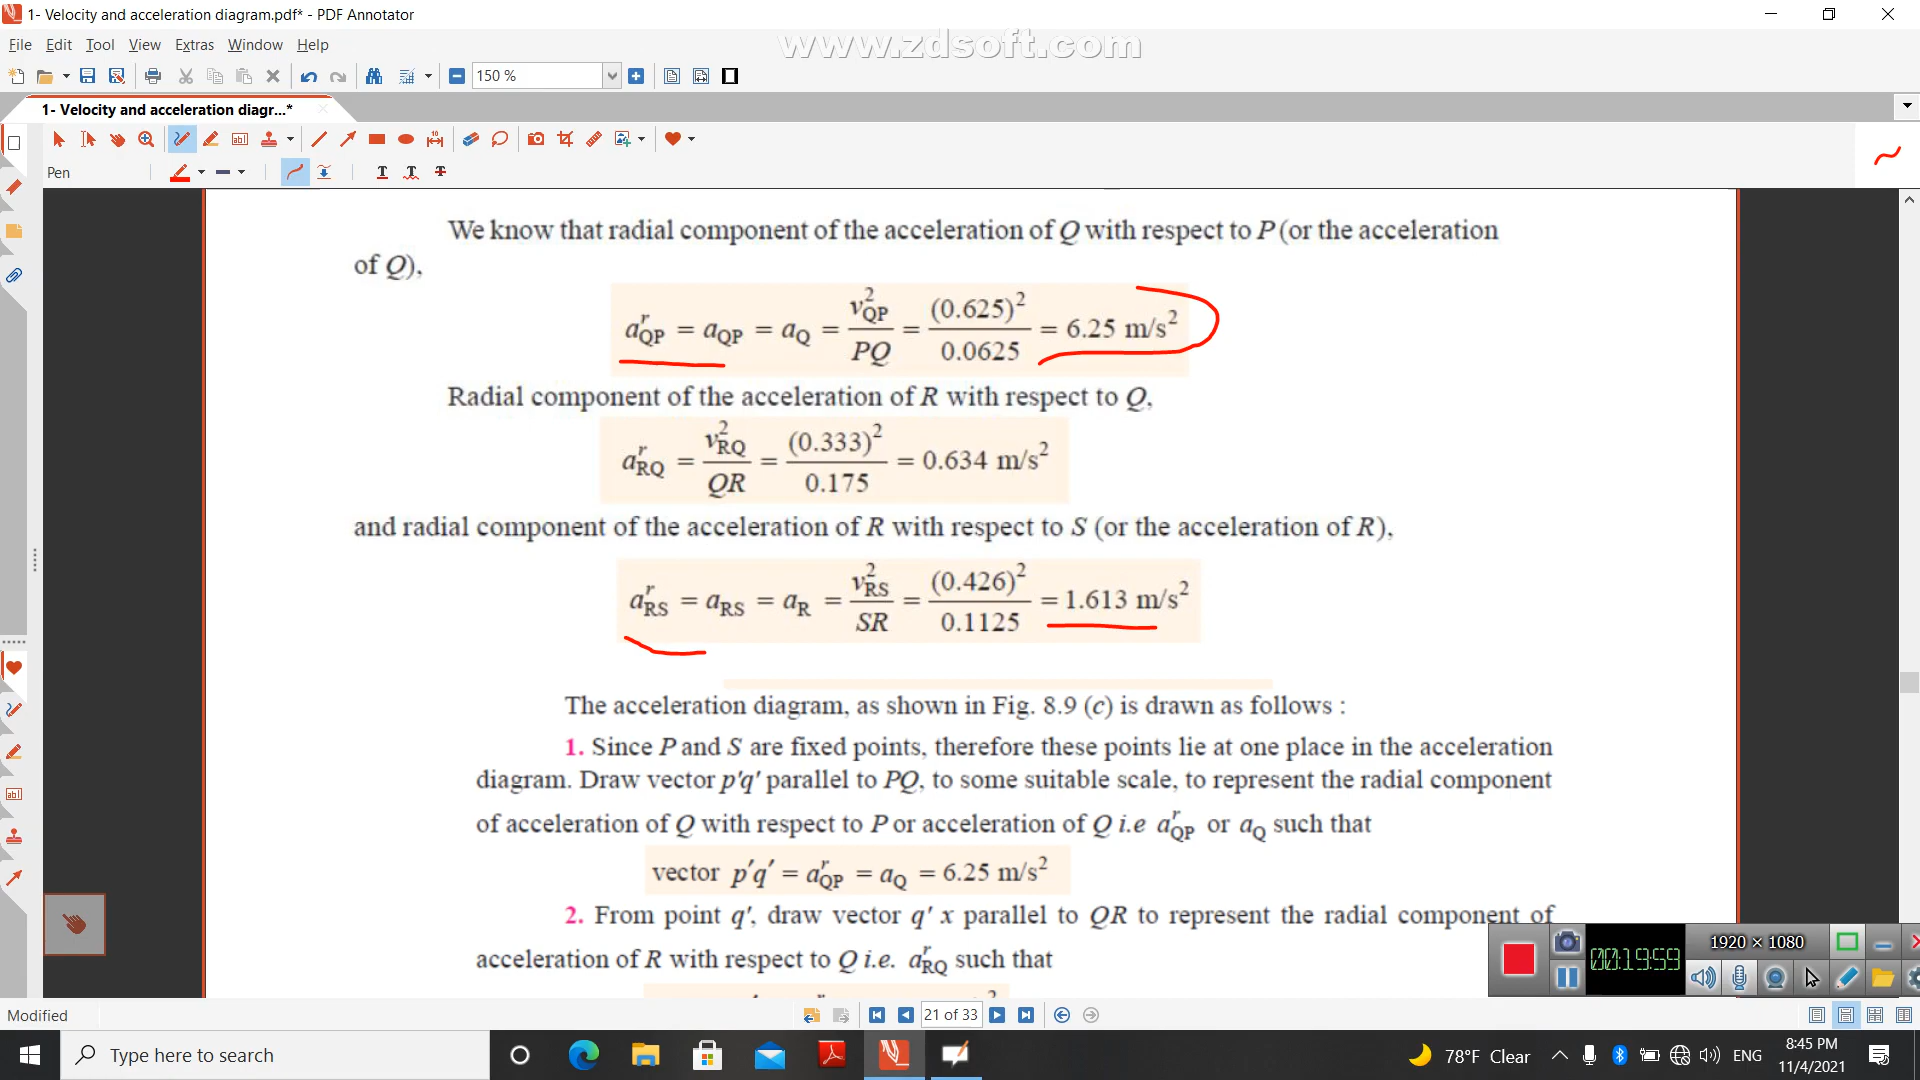 1- Velocity and acceleration diagram.pdf* - PDF Annotator
www.zdsoft.com
File Edit Tool View Extras Window Help
150 %
1- Velocity and acceleration diagr...*
Pen
We know that radial component of the acceleration of Q with respect to P (or the acceleration
of Q),
a^r_QP = a_QP = a_Q = v²_QP / PQ = (0.625)² / 0.0625 = 6.25 m/s²
Radial component of the acceleration of R with respect to Q,
a^r_RQ = v²_RQ / QR = (0.333)² / 0.175 = 0.634 m/s²
and radial component of the acceleration of R with respect to S (or the acceleration of R),
a^r_RS = a_RS = a_R = v²_RS / SR = (0.426)² / 0.1125 = 1.613 m/s²
The acceleration diagram, as shown in Fig. 8.9 (c) is drawn as follows :
1. Since P and S are fixed points, therefore these points lie at one place in the acceleration
diagram. Draw vector p′q′ parallel to PQ, to some suitable scale, to represent the radial component
of acceleration of Q with respect to P or acceleration of Q i.e a^r_QP or a_Q such that
vector p′q′ = a^r_QP = a_Q = 6.25 m/s²
2. From point q′, draw vector q′ x parallel to QR to represent the radial component of
acceleration of R with respect to Q i.e. a^r_RQ such that
1920 × 1080
00:19:59
Modified
21 of 33
Type here to search
78°F Clear
ENG
8:45 PM
11/4/2021